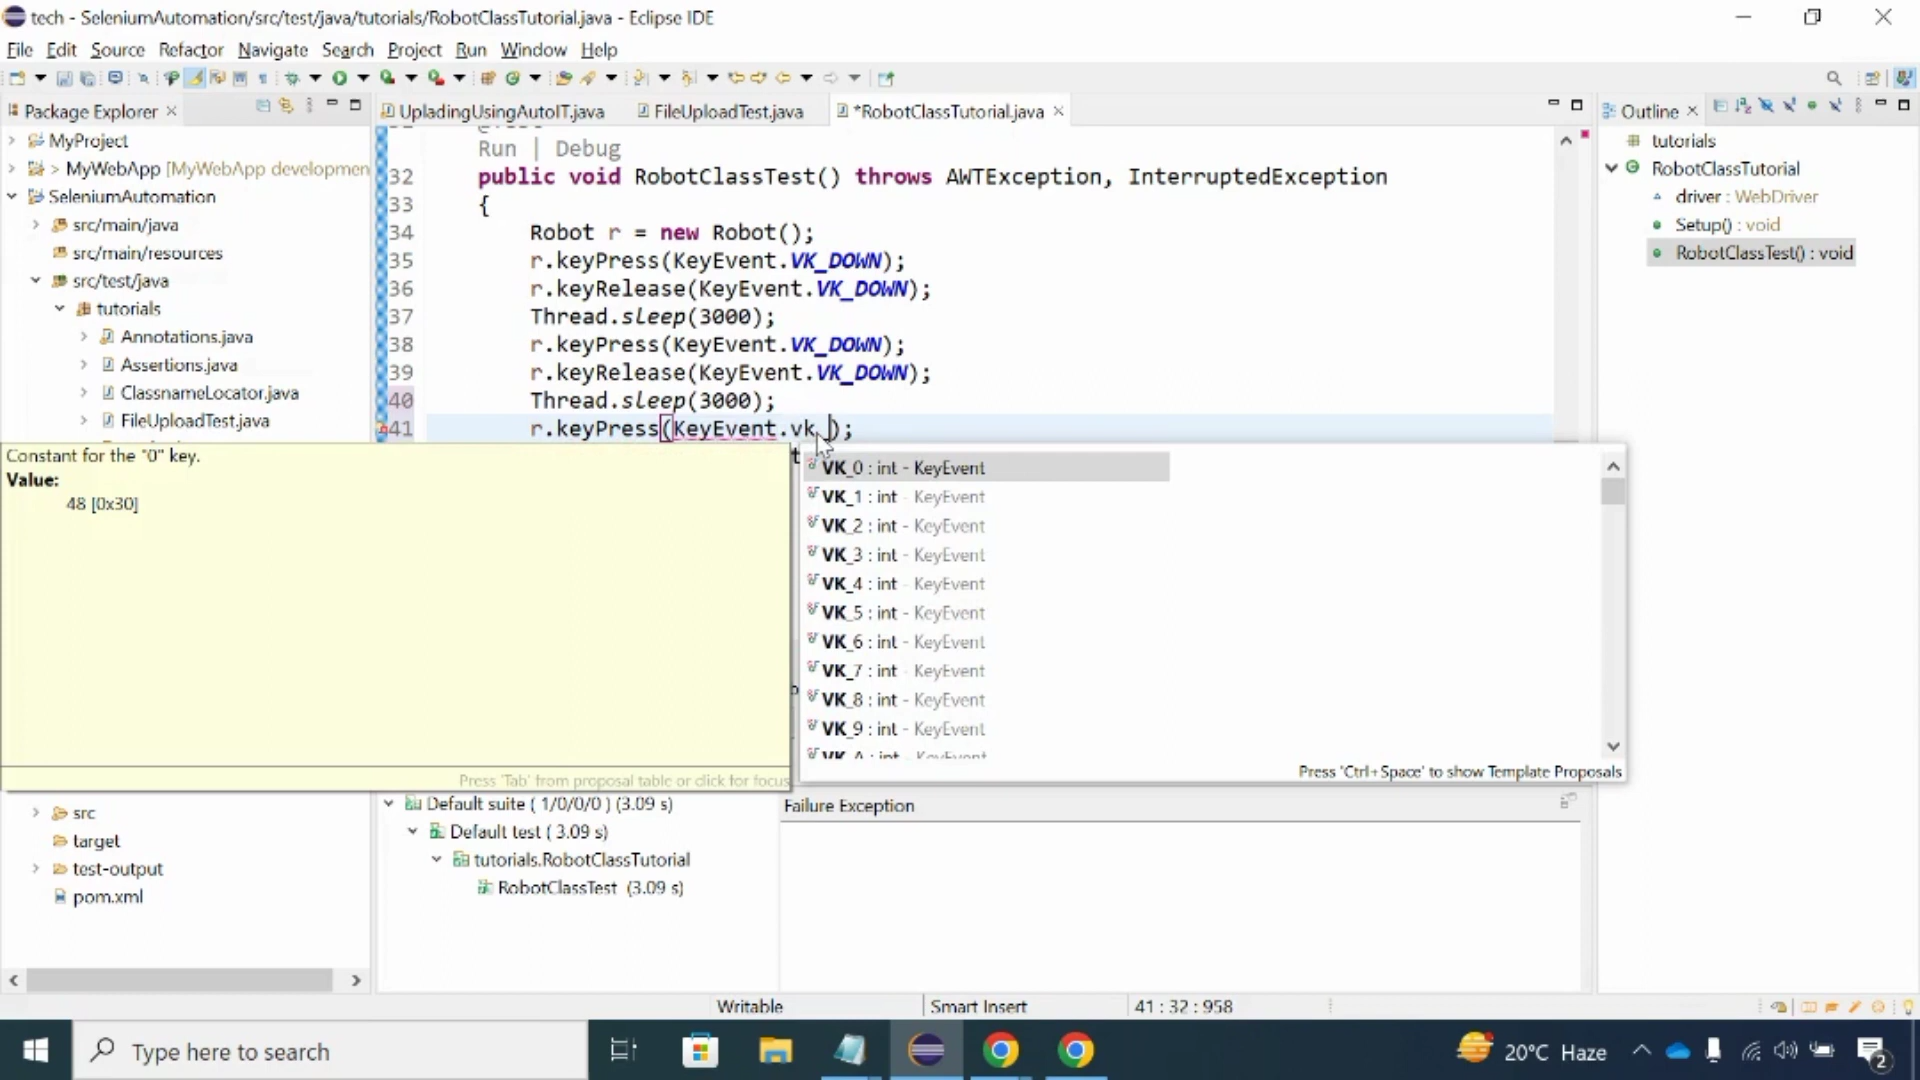 tech - SeleniumAutomation/src/test/java/tutorials/RobotClassTutorial.java - Eclipse IDE
File Edit Source Refactor Navigate Search Project Run Window Help
Package Explorer
UpladingUsingAutoIT.java FileUploadTest.java *RobotClassTutorial.java
Outline
MyProject
> MyWebApp [MyWebApp developmen
SeleniumAutomation
src/main/java
src/main/resources
src/test/java
tutorials
Annotations.java
Assertions.java
ClassnameLocator.java
FileUploadTest.java
Run | Debug
32 public void RobotClassTest() throws AWTException, InterruptedException
33 {
34 Robot r = new Robot();
35 r.keyPress(KeyEvent.VK_DOWN);
36 r.keyRelease(KeyEvent.VK_DOWN);
37 Thread.sleep(3000);
38 r.keyPress(KeyEvent.VK_DOWN);
39 r.keyRelease(KeyEvent.VK_DOWN);
40 Thread.sleep(3000);
41 r.keyPress(KeyEvent.vk_);
tutorials
RobotClassTutorial
driver : WebDriver
Setup() : void
RobotClassTest() : void
Constant for the "0" key.
Value:
48 [0x30]
Press 'Tab' from proposal table or click for focus
VK_0 : int - KeyEvent
VK_1 : int - KeyEvent
VK_2 : int - KeyEvent
VK_3 : int - KeyEvent
VK_4 : int - KeyEvent
VK_5 : int - KeyEvent
VK_6 : int - KeyEvent
VK_7 : int - KeyEvent
VK_8 : int - KeyEvent
VK_9 : int - KeyEvent
VK_A : int - KeyEvent
Press 'Ctrl+Space' to show Template Proposals
src
target
test-output
pom.xml
Default suite ( 1/0/0/0 ) (3.09 s)
Default test ( 3.09 s)
tutorials.RobotClassTutorial
RobotClassTest (3.09 s)
Failure Exception
Writable Smart Insert 41 : 32 : 958
Type here to search
20°C Haze
2